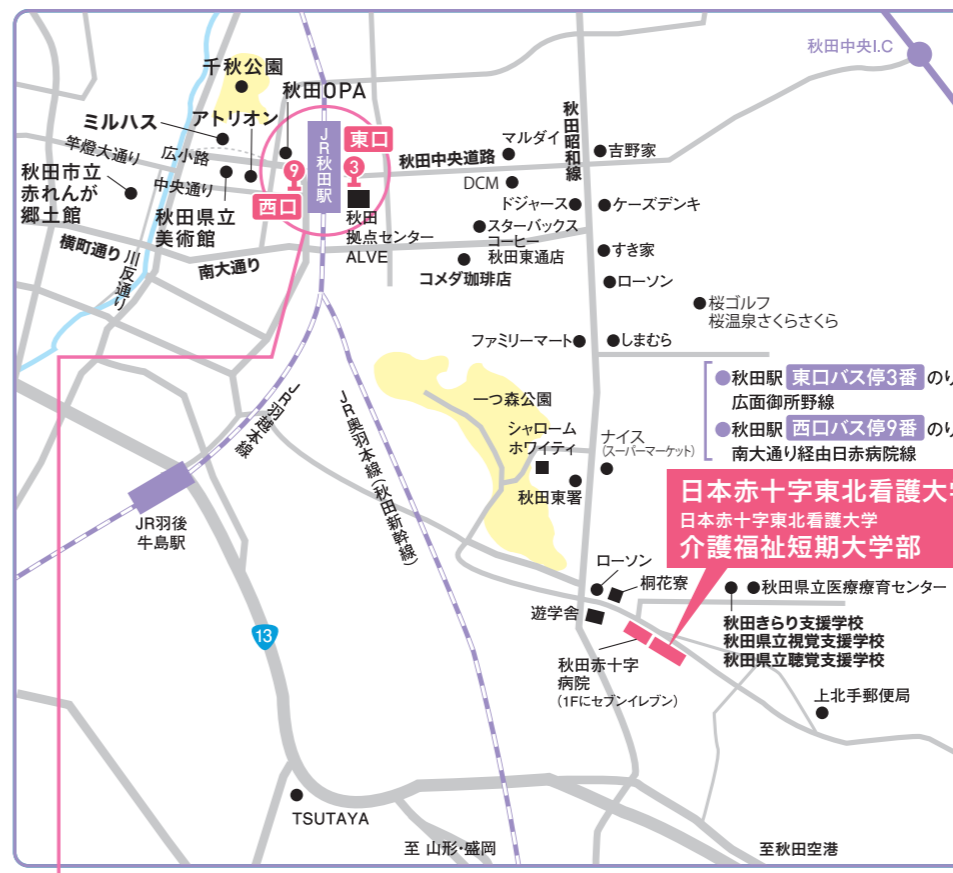 秋田中央I.C
千秋公園
秋田OPA
アトリオン
ミルハス
竿燈大通り
広小路
中央通り
秋田市立
赤れんが
郷土館
秋田県立
美術館
9
西口
JR秋田駅
東口
3
秋田
拠点センター
ALVE
秋田中央道路
秋田昭和線
マルダイ
DCM
ドジャース
吉野家
ケーズデンキ
スターバックス
コーヒー
秋田東通店
コメダ珈琲店
すき家
ローソン
桜ゴルフ
桜温泉さくらさくら
横町通り
川反通り
南大通り
ファミリーマート
しまむら
秋田駅 東口バス停3番 のり
広面御所野線
秋田駅 西口バス停9番 のり
南大通り経由日赤病院線
一つ森公園
シャローム
ホワイティ
秋田東署
ナイス
(スーパーマーケット)
JR羽越本線
JR奥羽本線(秋田新幹線)
JR羽後
牛島駅
日本赤十字東北看護大学
日本赤十字東北看護大学
介護福祉短期大学部
ローソン
桐花寮
遊学舎
秋田県立医療療育センター
秋田きらり支援学校
秋田県立視覚支援学校
秋田県立聴覚支援学校
秋田赤十字
病院
(1Fにセブンイレブン)
上北手郵便局
13
TSUTAYA
至 山形・盛岡
至秋田空港